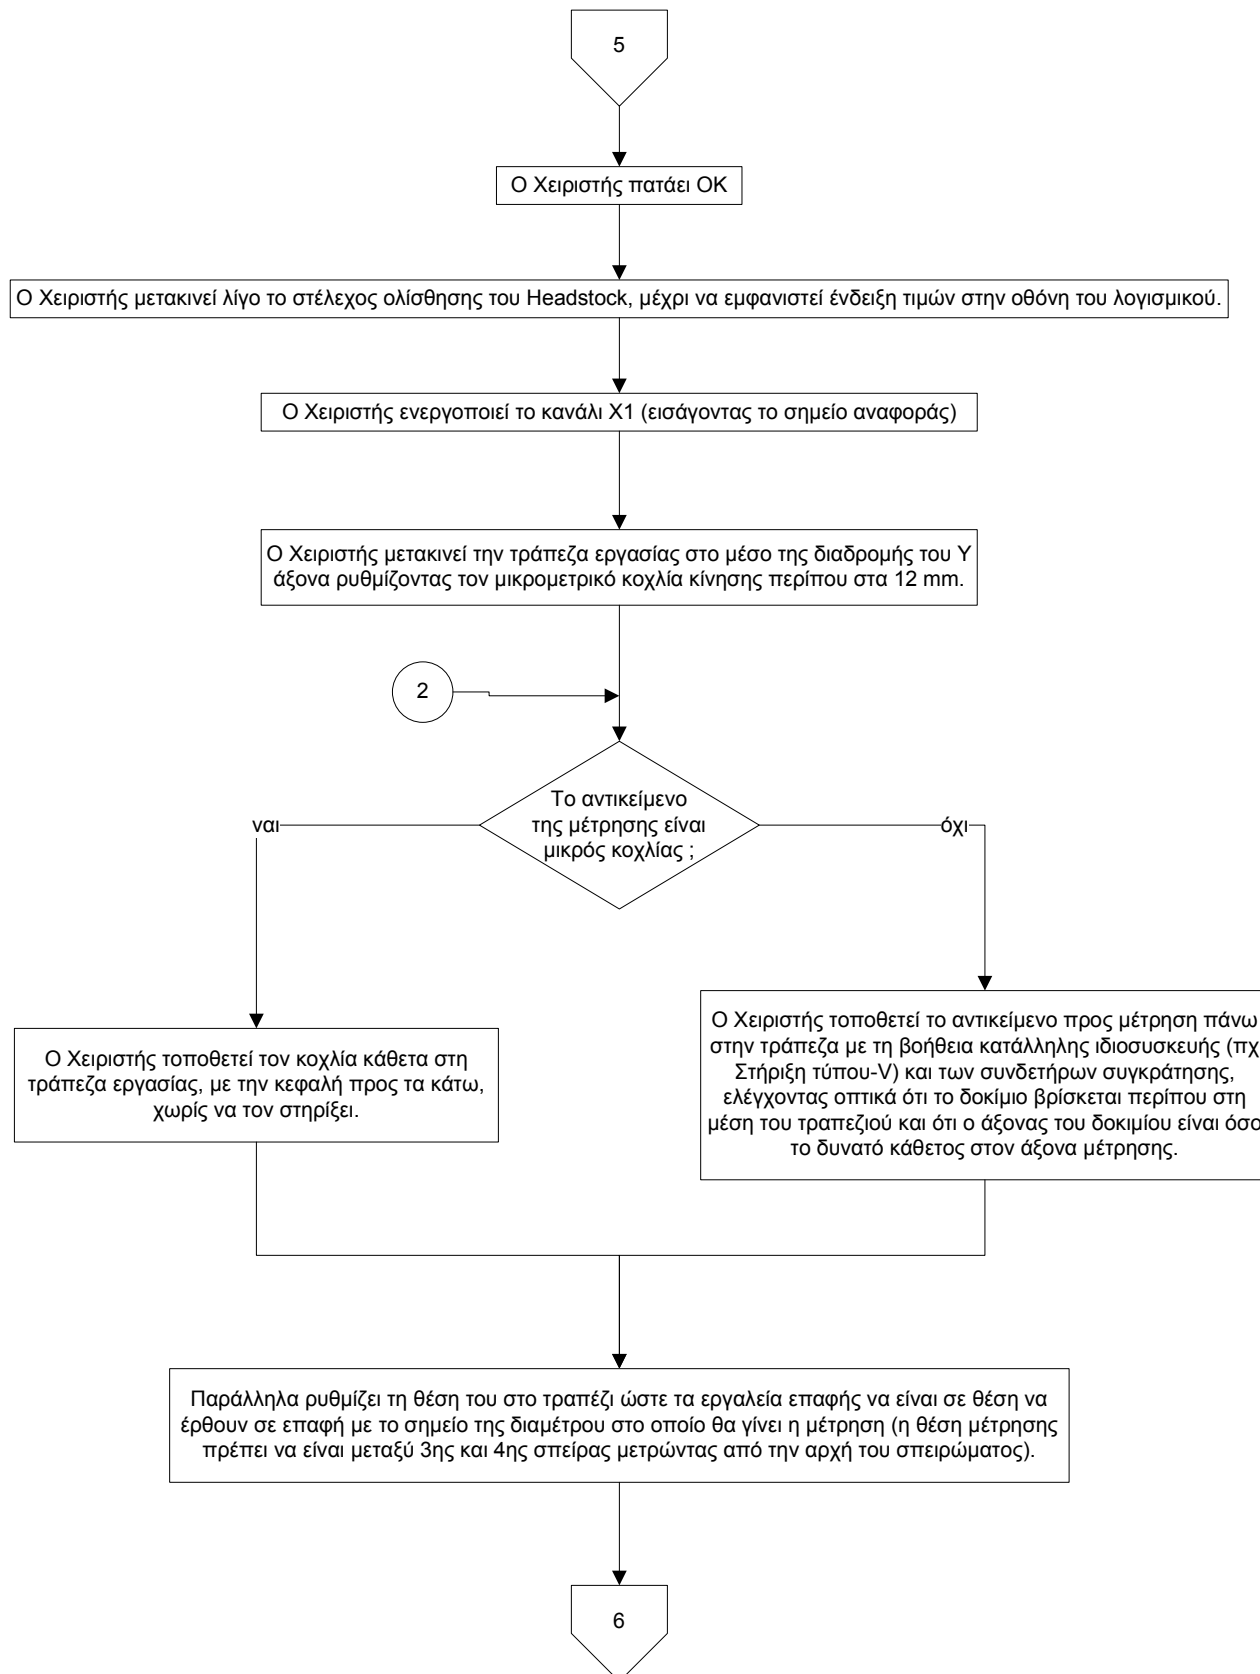 5
Ο Χειριστής πατάει ΟΚ
Ο Χειριστής μετακινεί λίγο το στέλεχος ολίσθησης του Headstock, μέχρι να εμφανιστεί ένδειξη τιμών στην οθόνη του λογισμικού.
Ο Χειριστής ενεργοποιεί το κανάλι Χ1 (εισάγοντας το σημείο αναφοράς)
Ο Χειριστής μετακινεί την τράπεζα εργασίας στο μέσο της διαδρομής του Υ
άξονα ρυθμίζοντας τον μικρομετρικό κοχλία κίνησης περίπου στα 12 mm.
2
Το αντικείμενο
της μέτρησης είναι
μικρός κοχλίας ;
ναι
όχι
Ο Χειριστής τοποθετεί τον κοχλία κάθετα στη
τράπεζα εργασίας, με την κεφαλή προς τα κάτω,
χωρίς να τον στηρίξει.
Ο Χειριστής τοποθετεί το αντικείμενο προς μέτρηση πάνω
στην τράπεζα με τη βοήθεια κατάλληλης ιδιοσυσκευής (πχ
Στήριξη τύπου-V) και των συνδετήρων συγκράτησης,
ελέγχοντας οπτικά ότι το δοκίμιο βρίσκεται περίπου στη
μέση του τραπεζιού και ότι ο άξονας του δοκιμίου είναι όσο
το δυνατό κάθετος στον άξονα μέτρησης.
Παράλληλα ρυθμίζει τη θέση του στο τραπέζι ώστε τα εργαλεία επαφής να είναι σε θέση να
έρθουν σε επαφή με το σημείο της διαμέτρου στο οποίο θα γίνει η μέτρηση (η θέση μέτρησης
πρέπει να είναι μεταξύ 3ης και 4ης σπείρας μετρώντας από την αρχή του σπειρώματος).
6